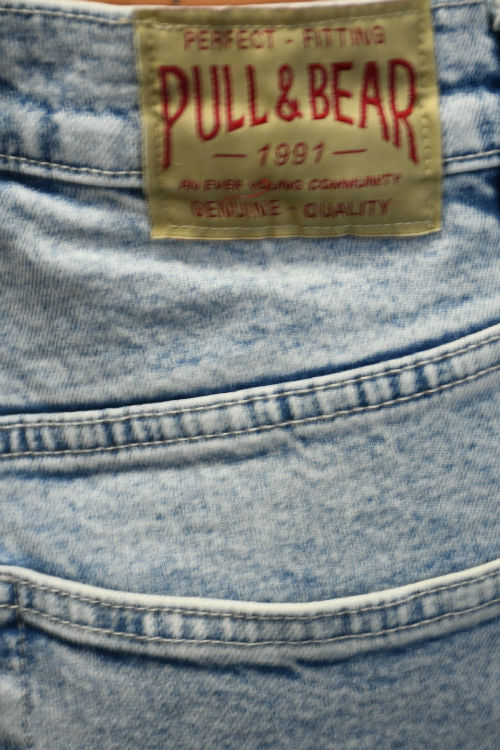 PERFECT - FITTING
PULL&BEAR
— 1991 —
AN EVER YOUNG COMMUNITY
GENUINE - QUALITY